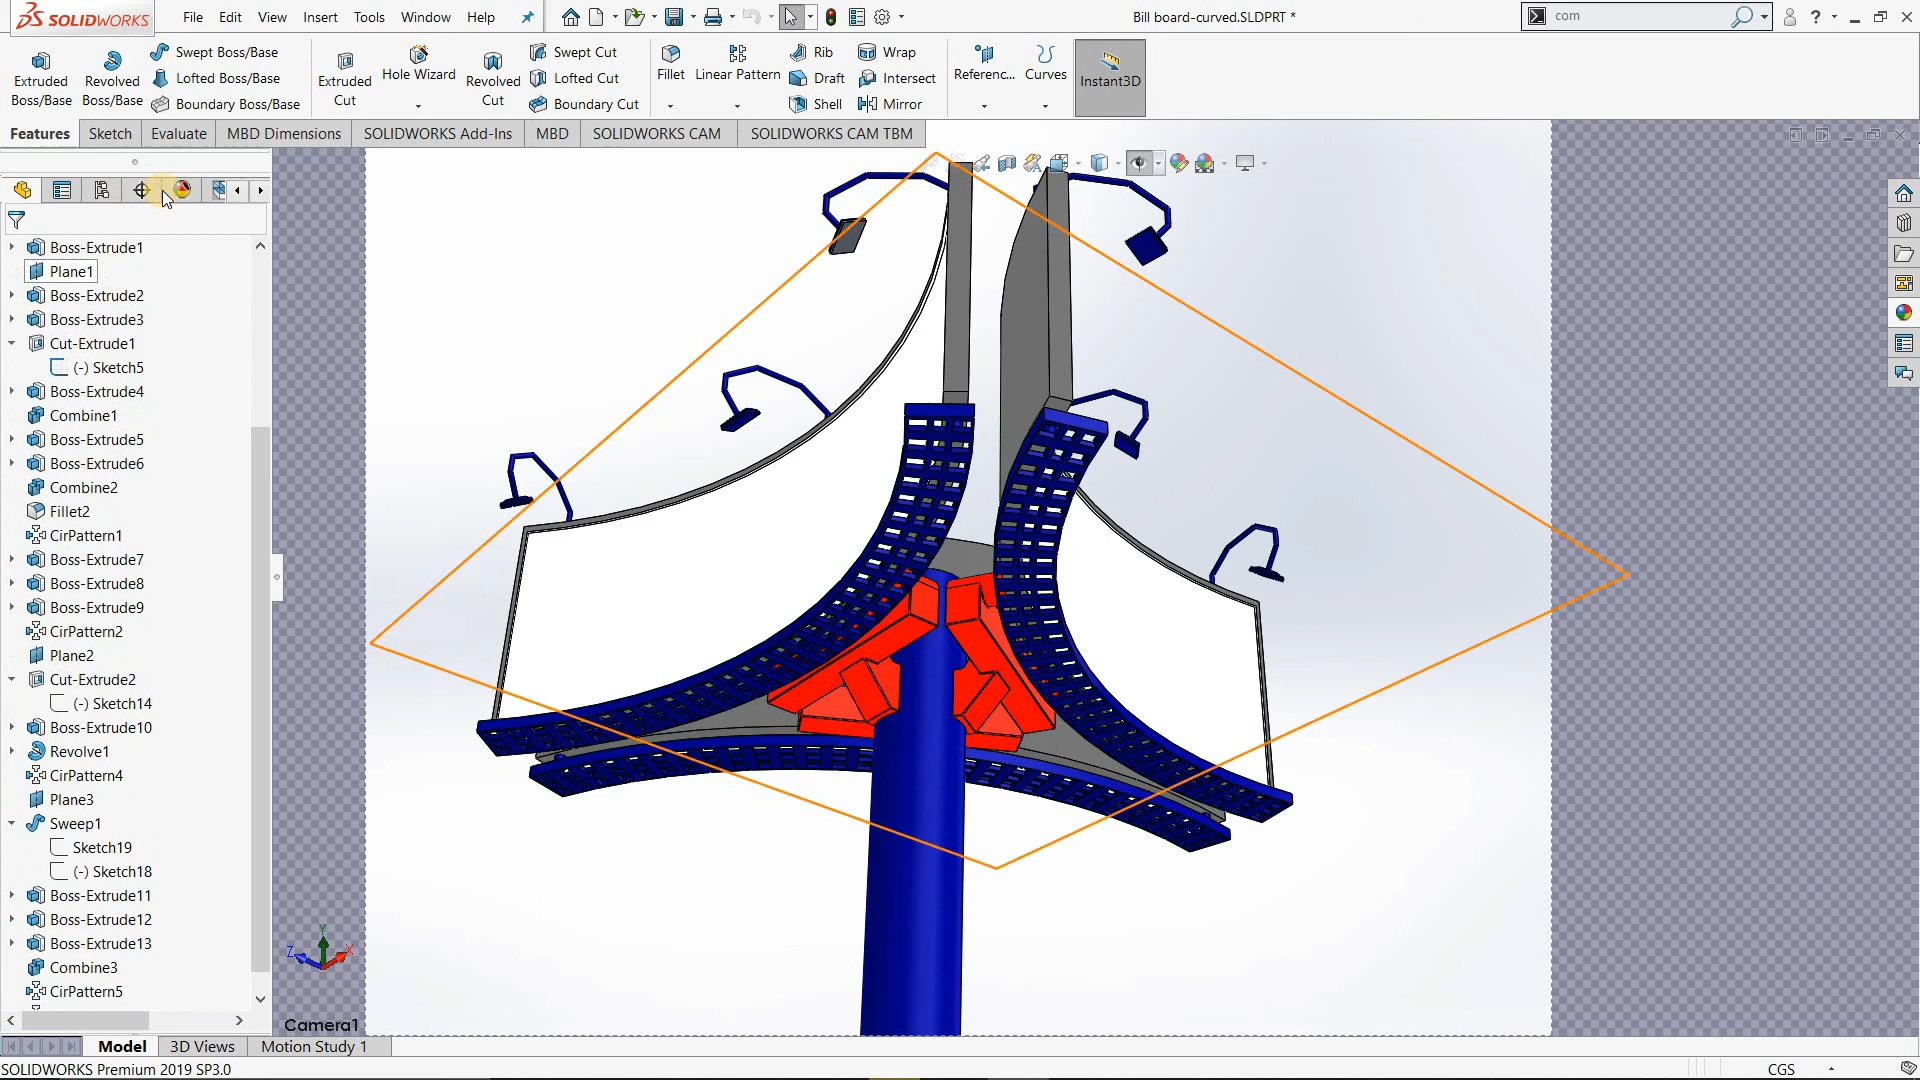 SOLIDWORKS File Edit View Insert Tools Window Help Bill board-curved.SLDPRT * com
Extruded Boss/Base
Revolved Boss/Base
Swept Boss/Base
Lofted Boss/Base
Boundary Boss/Base
Extruded Cut
Hole Wizard
Revolved Cut
Swept Cut
Lofted Cut
Boundary Cut
Fillet
Linear Pattern
Rib
Draft
Shell
Wrap
Intersect
Mirror
Referenc...
Curves
Instant3D
Features Sketch Evaluate MBD Dimensions SOLIDWORKS Add-Ins MBD SOLIDWORKS CAM SOLIDWORKS CAM TBM
Boss-Extrude1
Plane1
Boss-Extrude2
Boss-Extrude3
Cut-Extrude1
(-) Sketch5
Boss-Extrude4
Combine1
Boss-Extrude5
Boss-Extrude6
Combine2
Fillet2
CirPattern1
Boss-Extrude7
Boss-Extrude8
Boss-Extrude9
CirPattern2
Plane2
Cut-Extrude2
(-) Sketch14
Boss-Extrude10
Revolve1
CirPattern4
Plane3
Sweep1
Sketch19
(-) Sketch18
Boss-Extrude11
Boss-Extrude12
Boss-Extrude13
Combine3
CirPattern5
Y
Z X
Camera1
Model 3D Views Motion Study 1
SOLIDWORKS Premium 2019 SP3.0 CGS